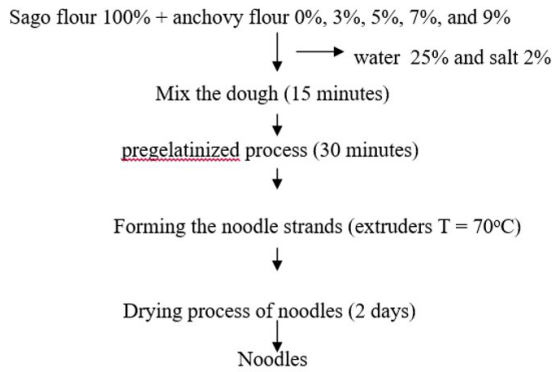 Sago flour 100% + anchovy flour 0%, 3%, 5%, 7%, and 9%
water 25% and salt 2%
Mix the dough (15 minutes)
pregelatinized process (30 minutes)
Forming the noodle strands (extruders T = 70ºC)
Drying process of noodles (2 days)
Noodles